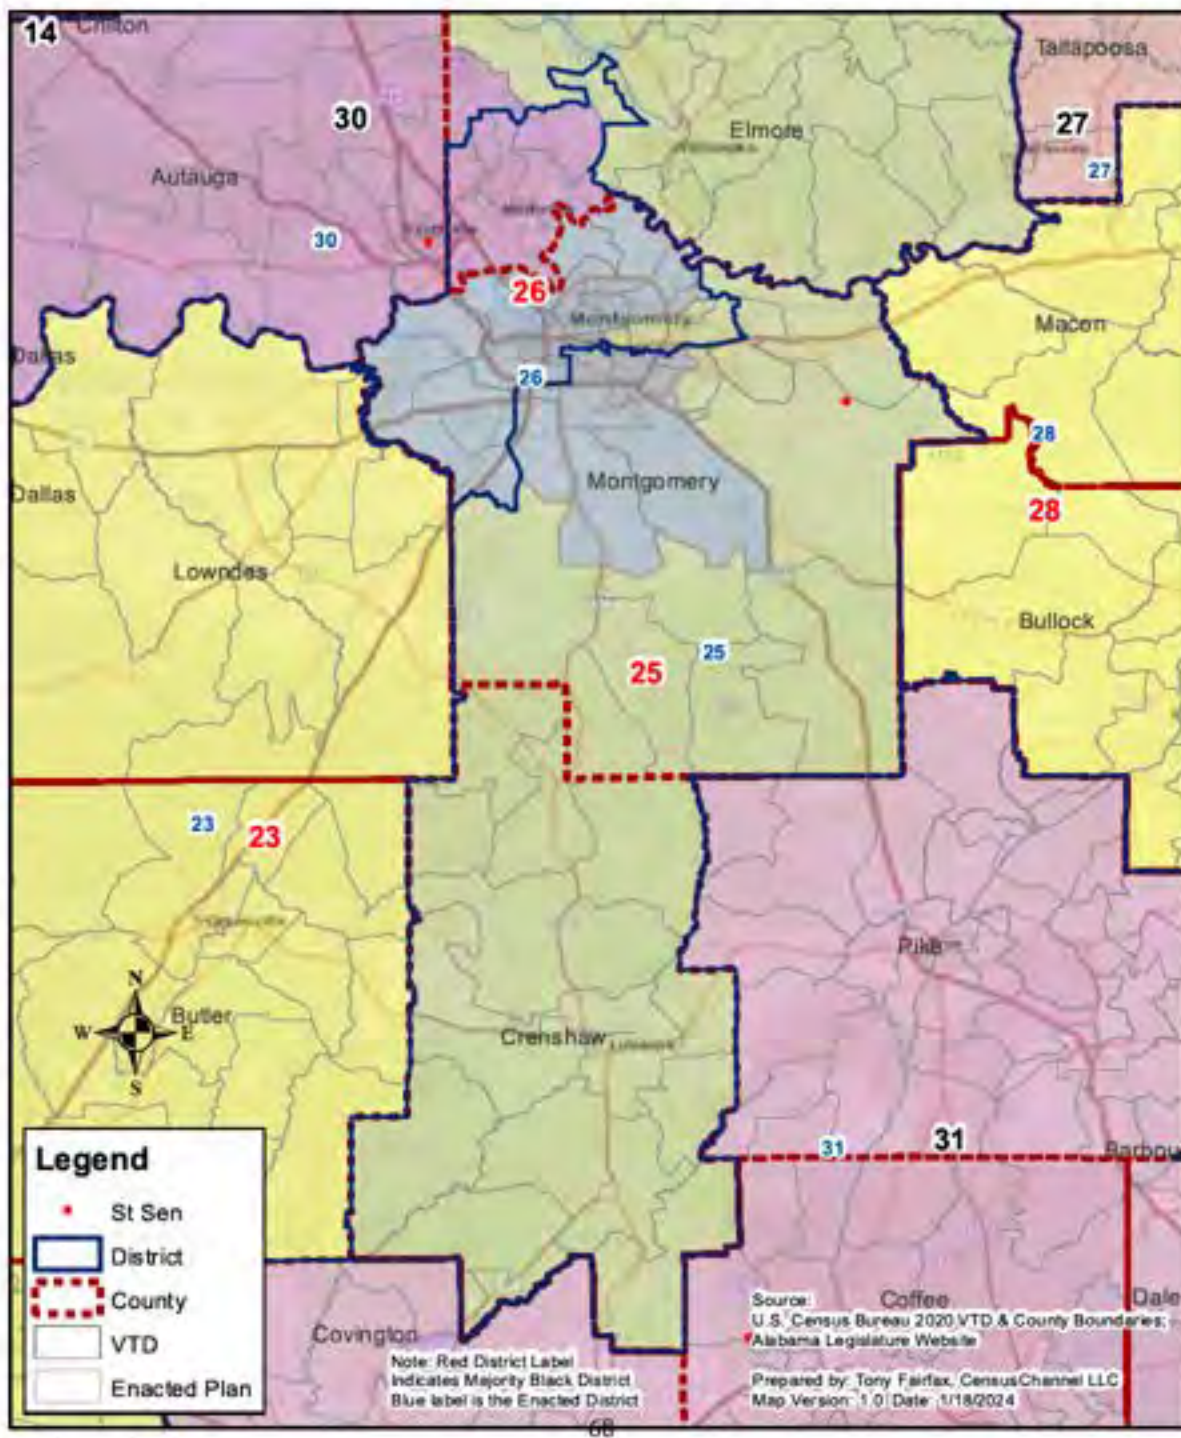 14
Chilton
Tallapoosa
30
27
Elmore
27
Autauga
30
26
Montgomery
Macon
Dallas
26
28
Dallas
Montgomery
28
Lowndes
Bullock
25
25
23
23
Pike
N
W E
S
Butler
Crenshaw
Luverne
31
31
Barbou
Legend
St Sen
District
County
VTD
Enacted Plan
Covington
Coffee
Dale
Note: Red District Label
Indicates Majority Black District
Blue label is the Enacted District
Source:
U.S. Census Bureau 2020 VTD & County Boundaries;
Alabama Legislature Website
Prepared by: Tony Fairfax, CensusChannel LLC
Map Version: 1.0 Date: 1/18/2024
68